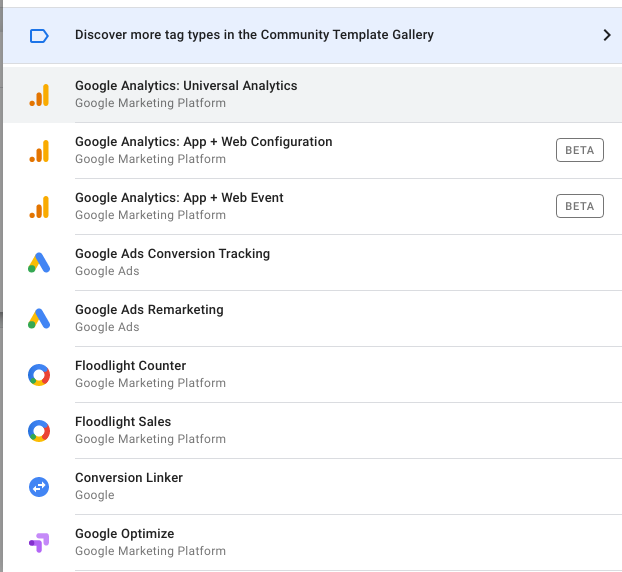 Discover more tag types in the Community Template Gallery
Google Analytics: Universal Analytics
Google Marketing Platform
Google Analytics: App + Web Configuration
Google Marketing Platform
BETA
Google Analytics: App + Web Event
Google Marketing Platform
BETA
Google Ads Conversion Tracking
Google Ads
Google Ads Remarketing
Google Ads
Floodlight Counter
Google Marketing Platform
Floodlight Sales
Google Marketing Platform
Conversion Linker
Google
Google Optimize
Google Marketing Platform